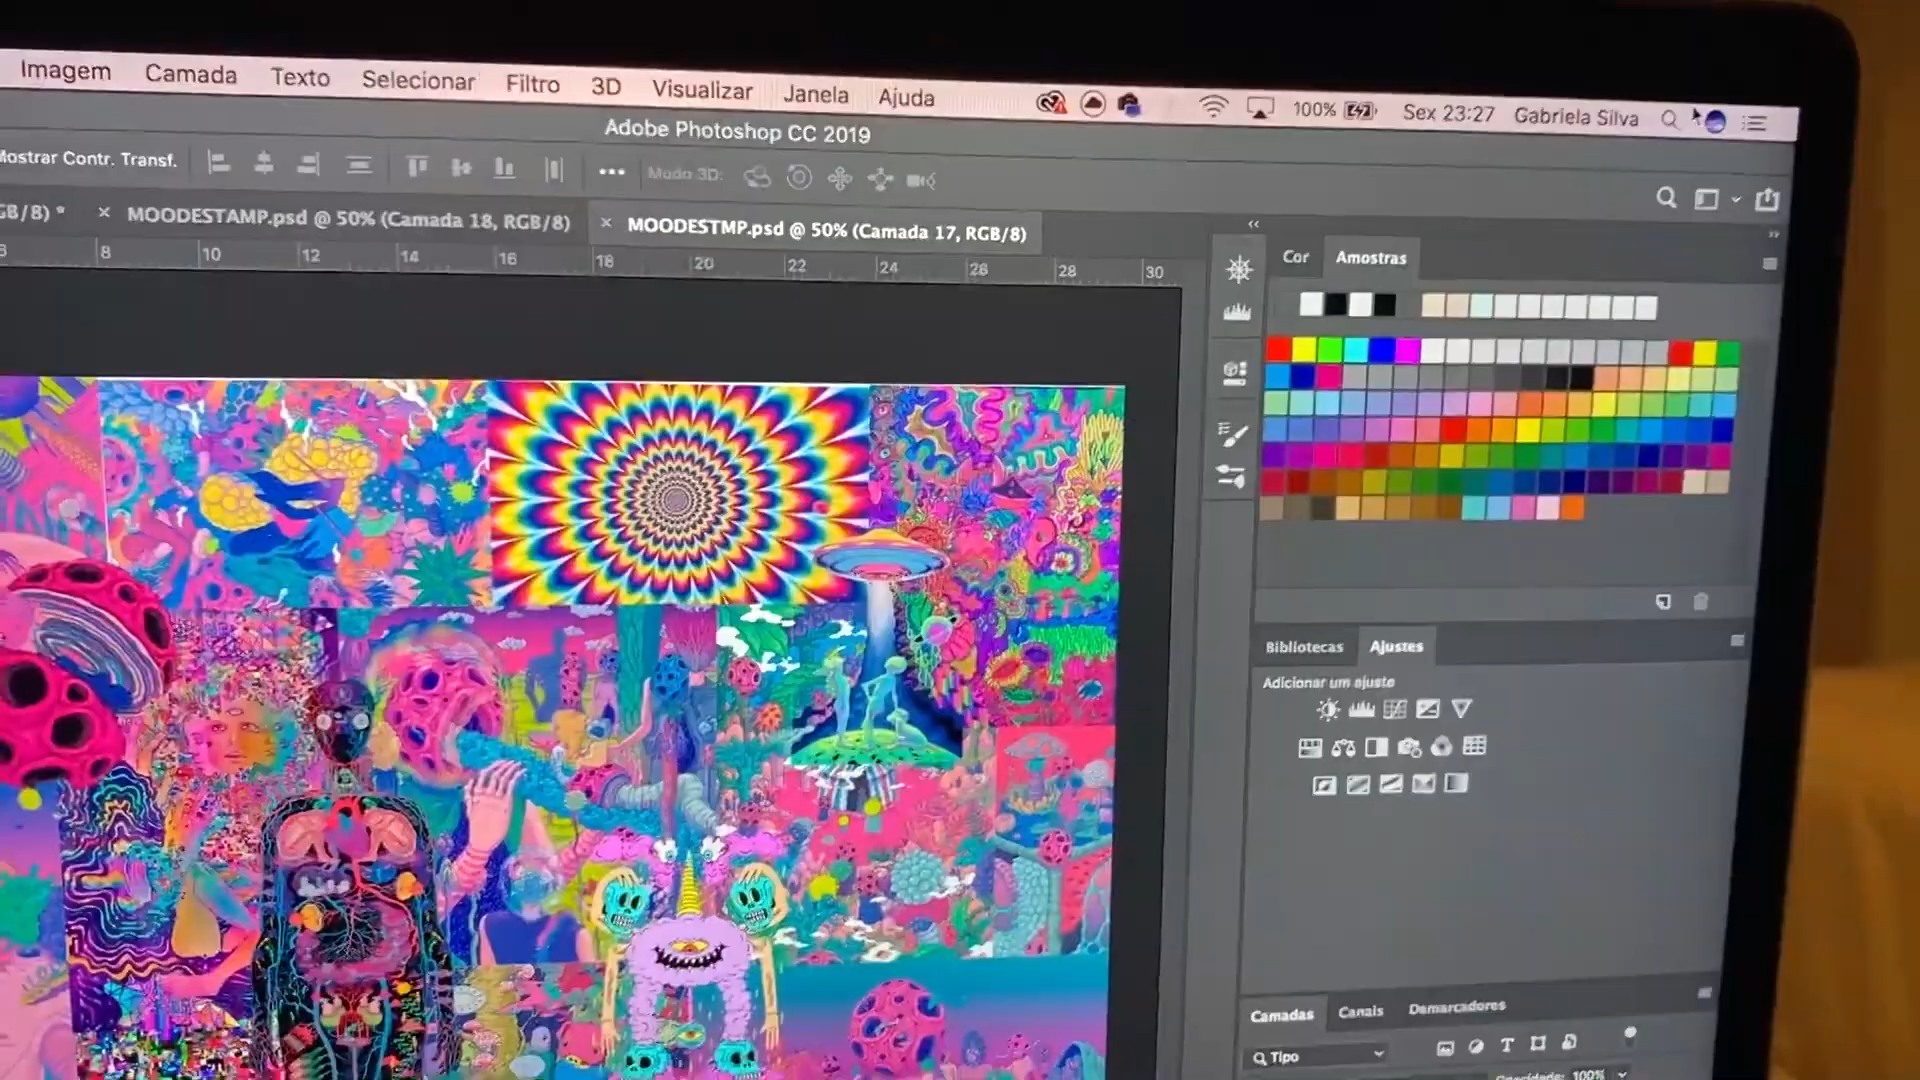 Imagem Camada Texto Selecionar Filtro 3D Visualizar Janela Ajuda 100% Sex 23:27 Gabriela Silva
Adobe Photoshop CC 2019
Mostrar Contr. Transf. Modo 3D:
GB/8) * × MOODESTAMP.psd @ 50% (Camada 18, RGB/8) × MOODESTMP.psd @ 50% (Camada 17, RGB/8)
8 10 12 14 16 18 20 22 24 26 28 30
Cor Amostras
Bibliotecas Ajustes
Adicionar um ajuste
Camadas Canais Demarcadores
Tipo
Opacidade: 100%